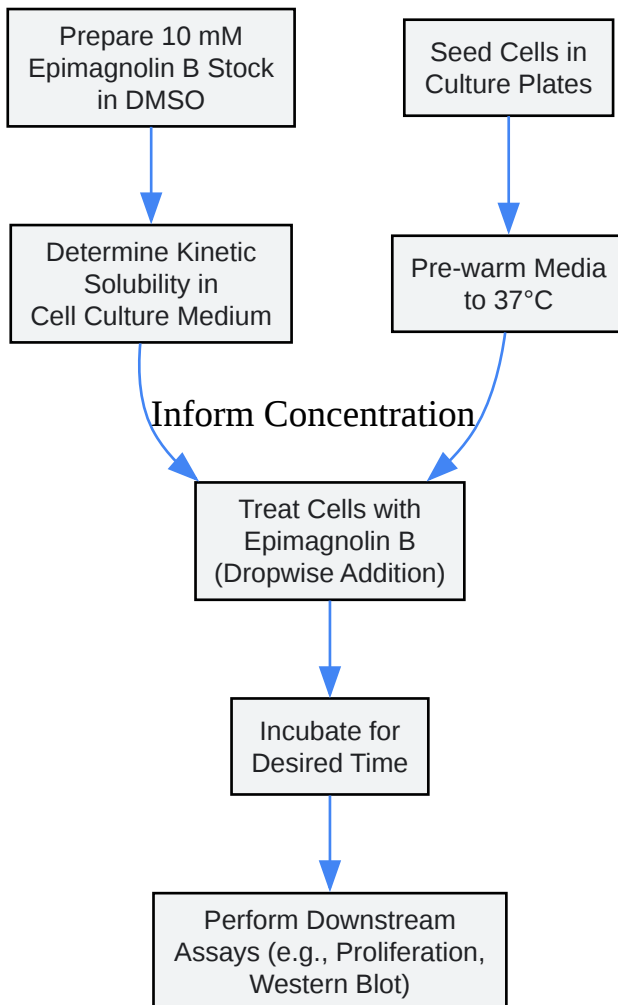 Prepare 10 mM
Epimagnolin B Stock
in DMSO
Seed Cells in
Culture Plates
Determine Kinetic
Solubility in
Cell Culture Medium
Pre-warm Media
to 37°C
Inform Concentration
Treat Cells with
Epimagnolin B
(Dropwise Addition)
Incubate for
Desired Time
Perform Downstream
Assays (e.g., Proliferation,
Western Blot)